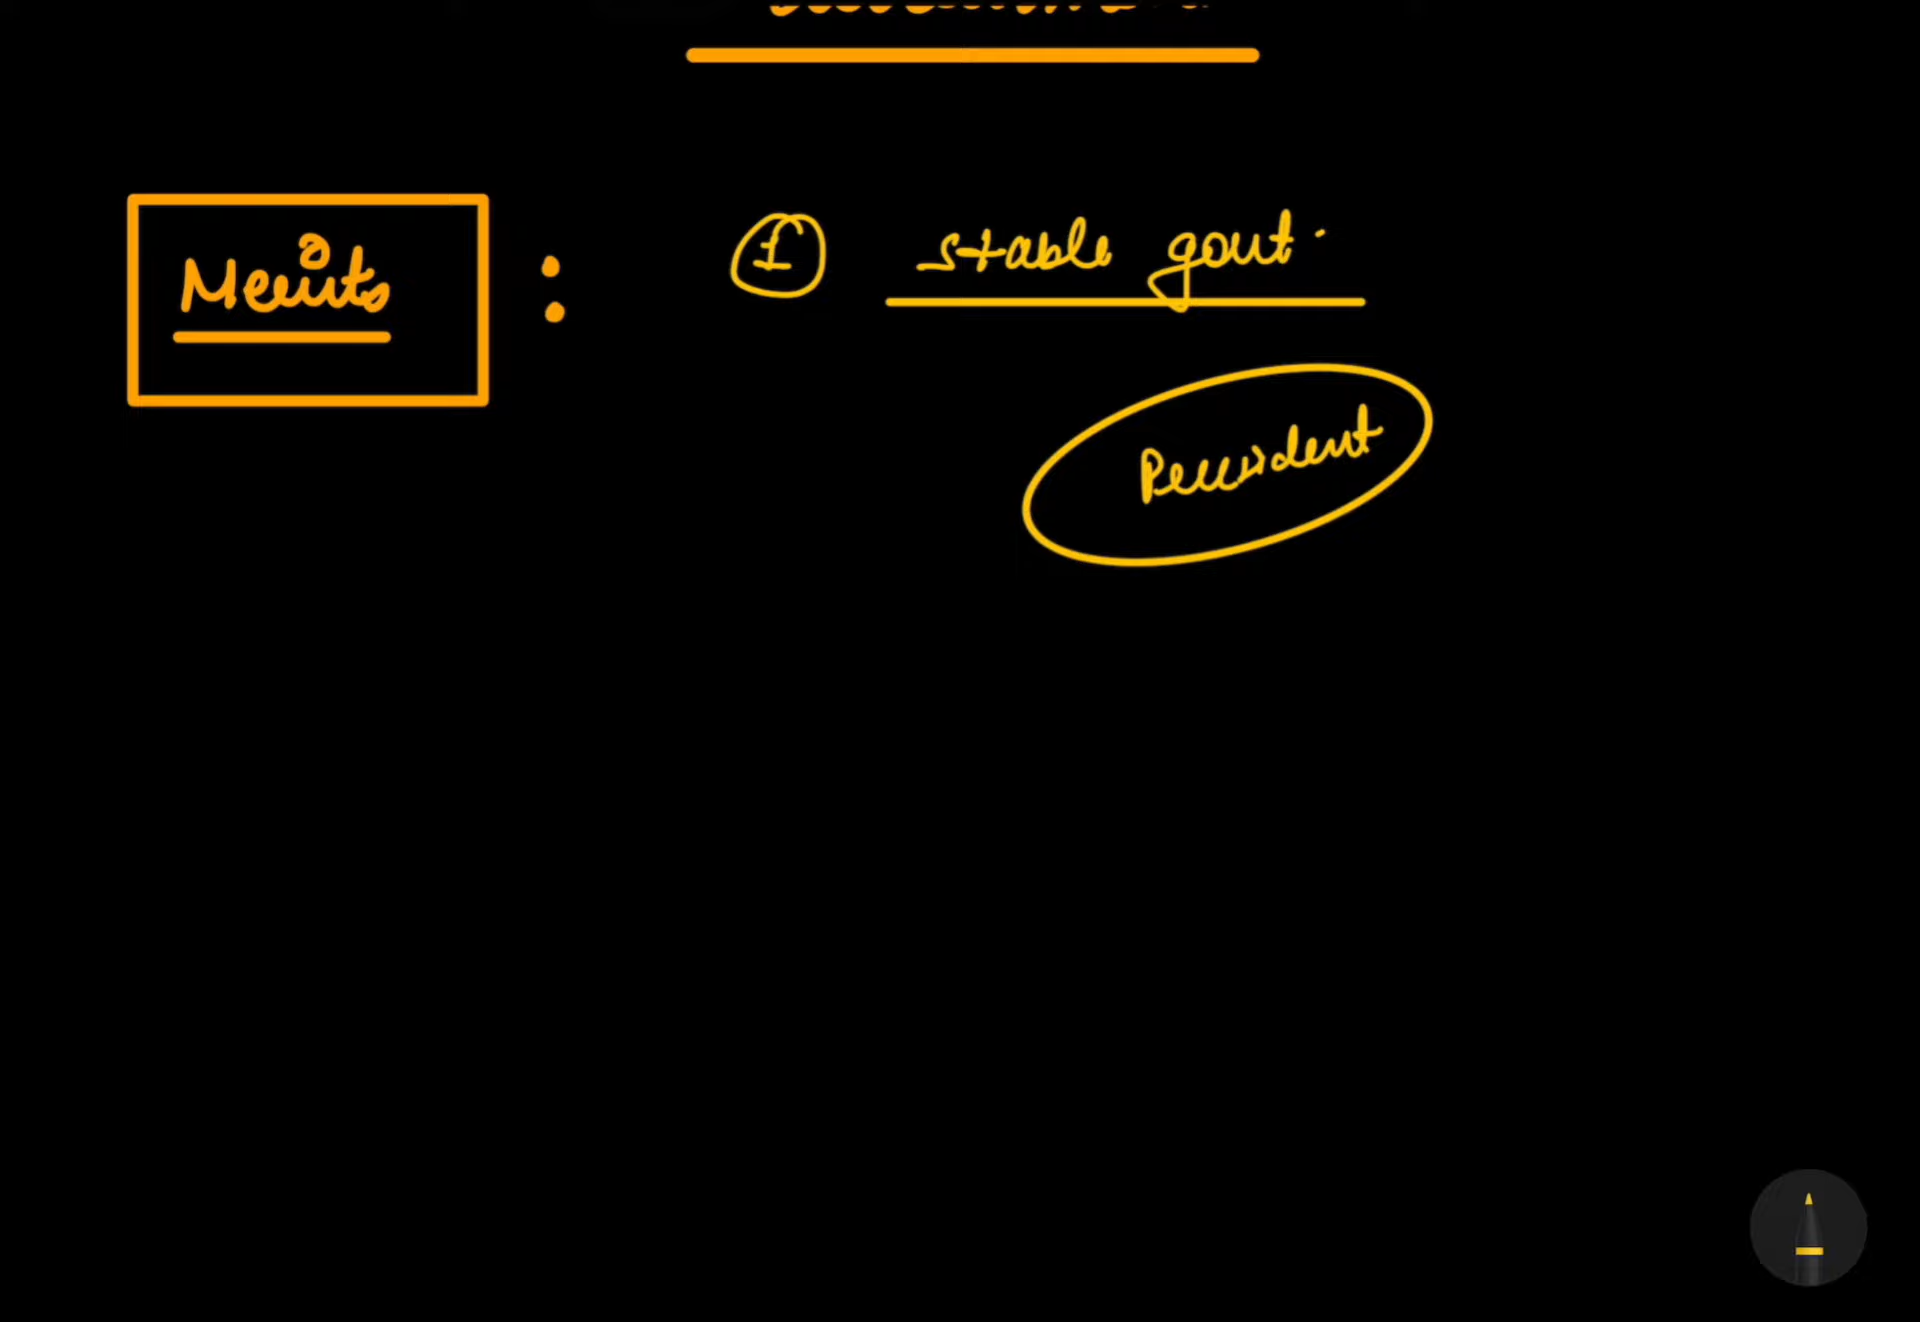 Merits :
① stable govt.
President